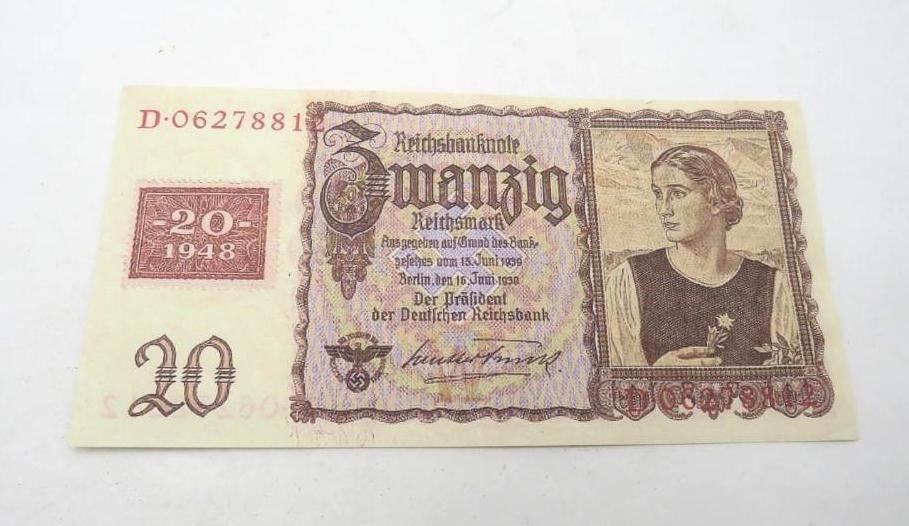 D·06278812
Reichsbanknote
Zwanzig
Reichsmark
Ausgegeben auf Grund des Bank-
gesetzes vom 15. Juni 1939
Berlin, den 16. Juni 1939
Der Präsident
der Deutschen Reichsbank
-20-
1948
20
D·06278812